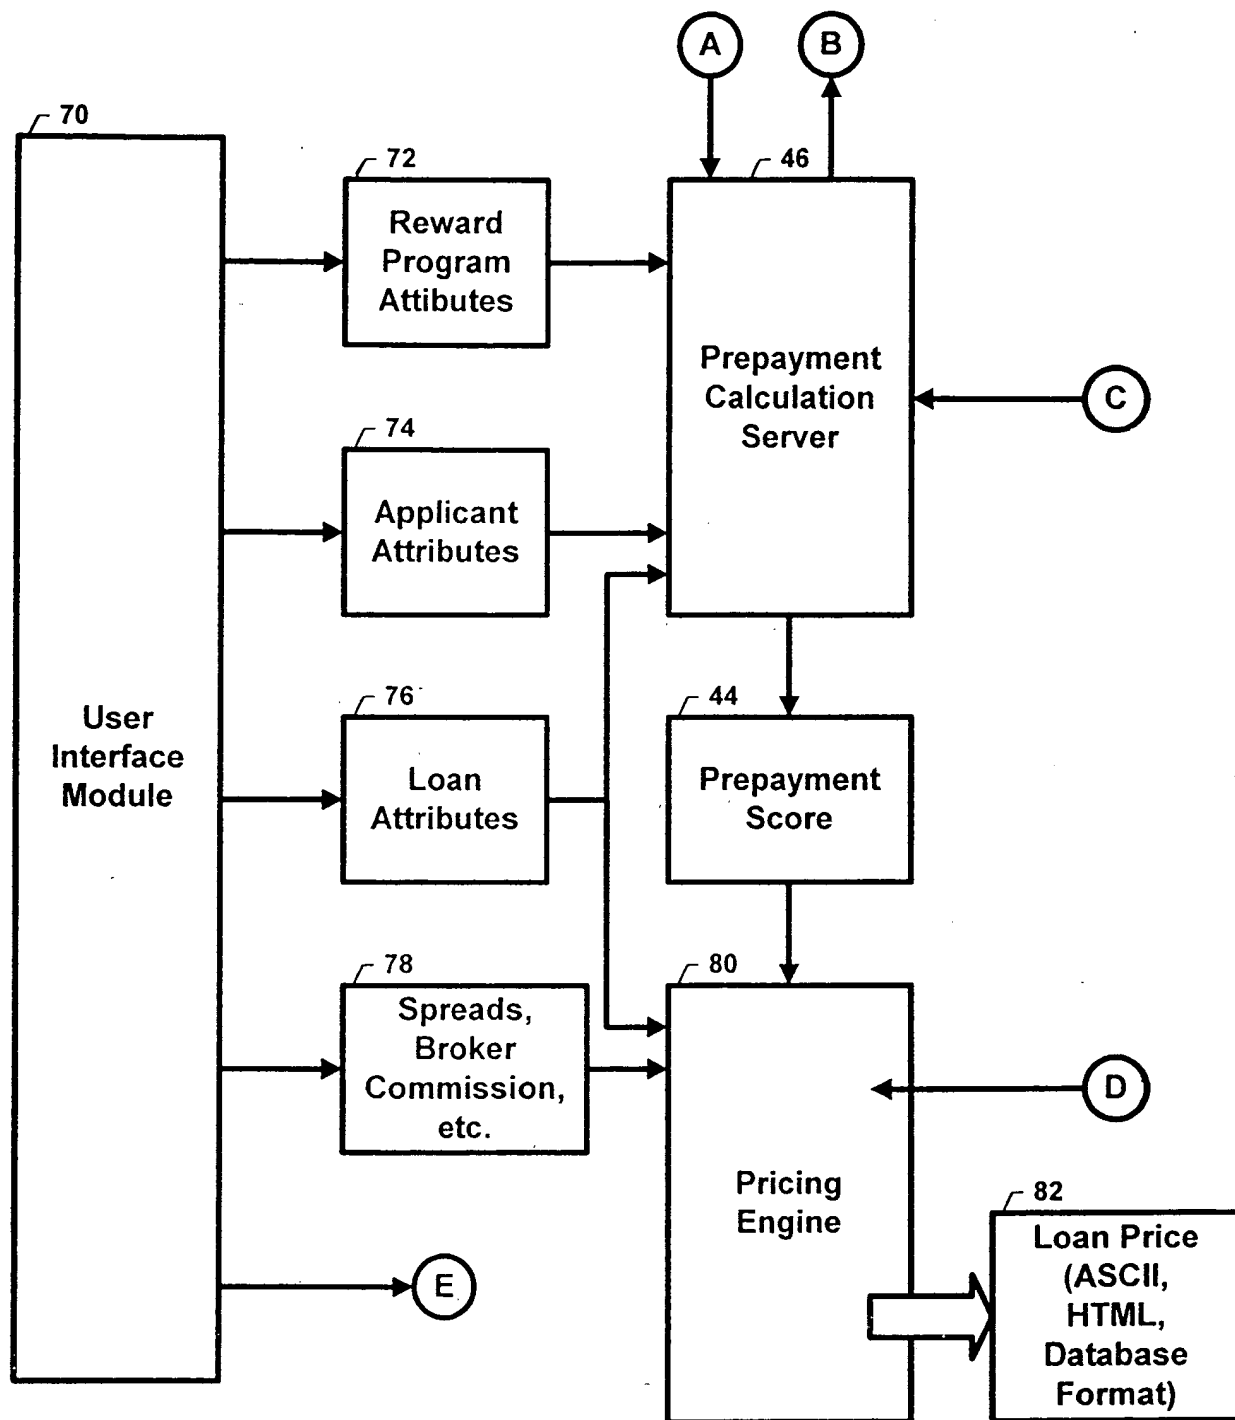 A
B
70
72
46
Reward
Program
Attibutes
Prepayment
Calculation
Server
C
74
Applicant
Attributes
76
44
User
Interface
Module
Loan
Attributes
Prepayment
Score
78
80
Spreads,
Broker
Commission,
etc.
D
Pricing
Engine
82
Loan Price
(ASCII,
HTML,
Database
Format)
E